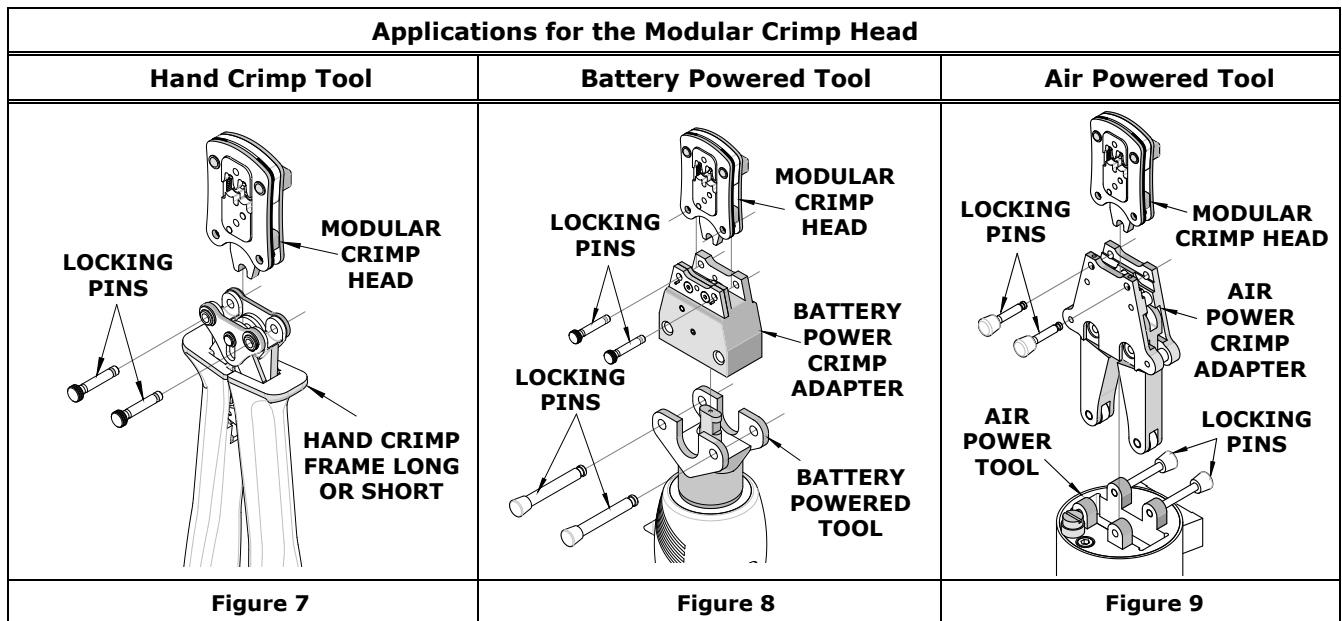 Applications for the Modular Crimp Head
Hand Crimp Tool
Battery Powered Tool
Air Powered Tool
MODULAR
CRIMP
HEAD
LOCKING
PINS
HAND CRIMP
FRAME LONG
OR SHORT
MODULAR
CRIMP
HEAD
LOCKING
PINS
BATTERY
POWER
CRIMP
ADAPTER
LOCKING
PINS
BATTERY
POWERED
TOOL
LOCKING
PINS
MODULAR
CRIMP HEAD
AIR
POWER
CRIMP
ADAPTER
AIR
POWER
TOOL
LOCKING
PINS
Figure 7
Figure 8
Figure 9